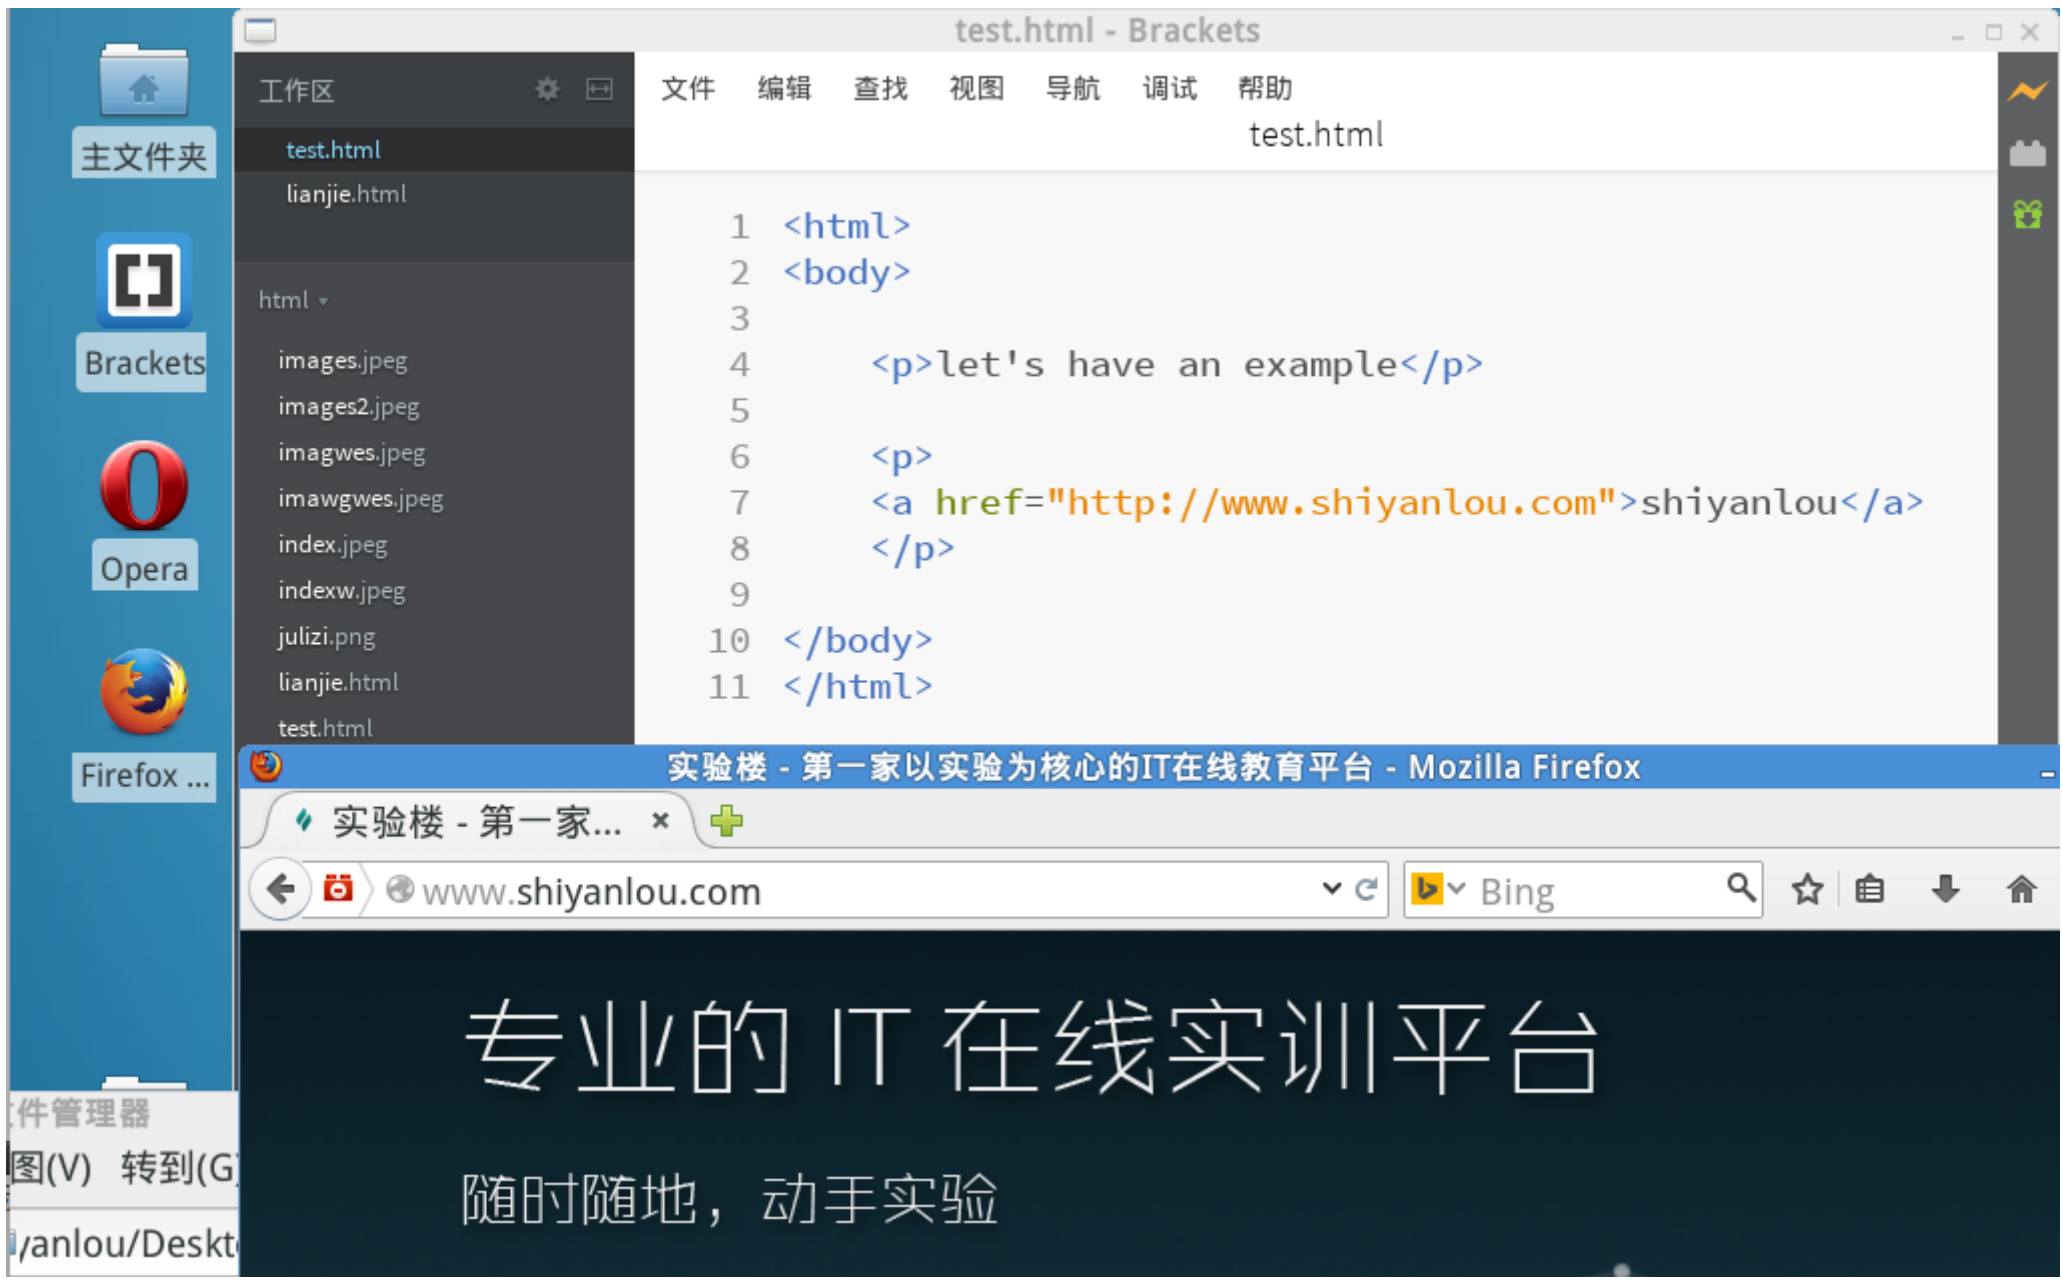 主文件夹
Brackets
Opera
Firefox ...
test.html - Brackets
工作区
test.html
lianjie.html
html
images.jpeg
images2.jpeg
imagwes.jpeg
imawgwes.jpeg
index.jpeg
indexw.jpeg
julizi.png
lianjie.html
test.html
文件 编辑 查找 视图 导航 调试 帮助
test.html
1 <html>
2 <body>
3
4 <p>let's have an example</p>
5
6 <p>
7 <a href="http://www.shiyanlou.com">shiyanlou</a>
8 </p>
9
10 </body>
11 </html>
实验楼 - 第一家以实验为核心的IT在线教育平台 - Mozilla Firefox
实验楼 - 第一家...
www.shiyanlou.com
Bing
专业的 IT 在线实训平台
随时随地，动手实验
件管理器
图(V) 转到(G)
yanlou/Deskt